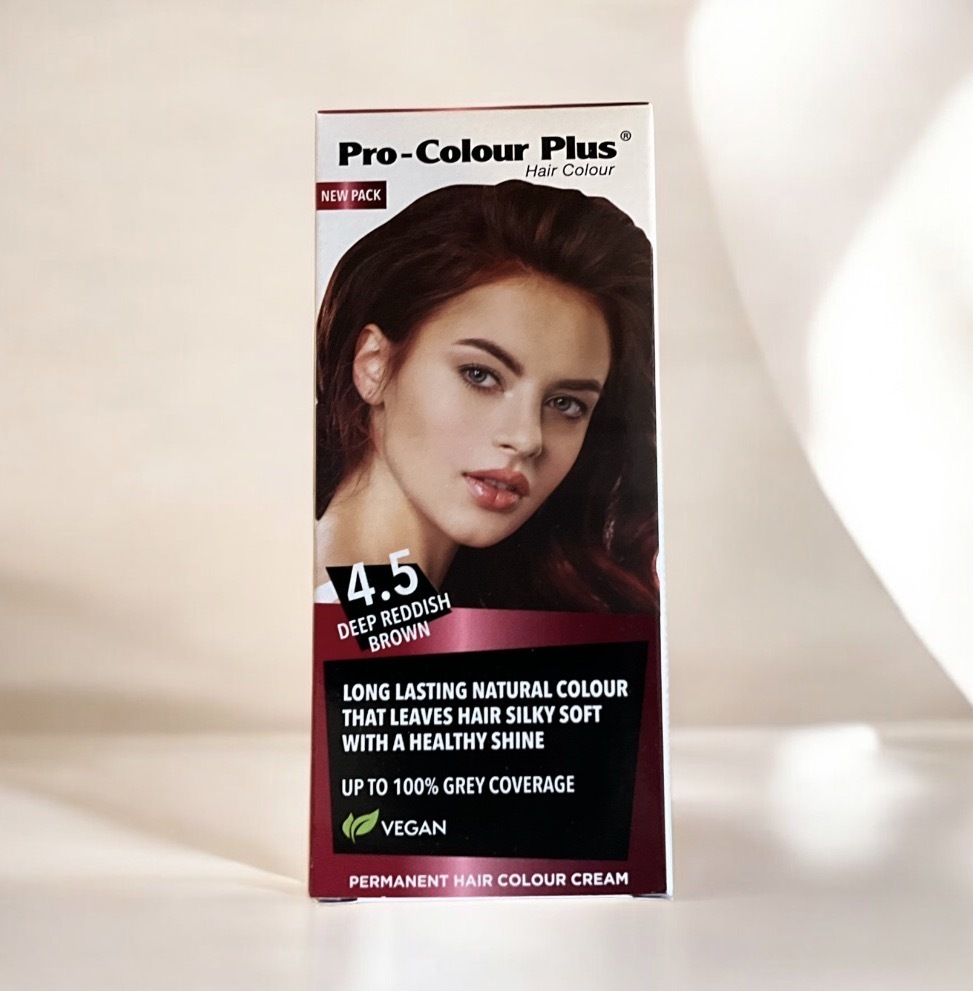 Pro-Colour Plus®
Hair Colour
NEW PACK
4.5
DEEP REDDISH
BROWN
LONG LASTING NATURAL COLOUR
THAT LEAVES HAIR SILKY SOFT
WITH A HEALTHY SHINE
UP TO 100% GREY COVERAGE
VEGAN
PERMANENT HAIR COLOUR CREAM